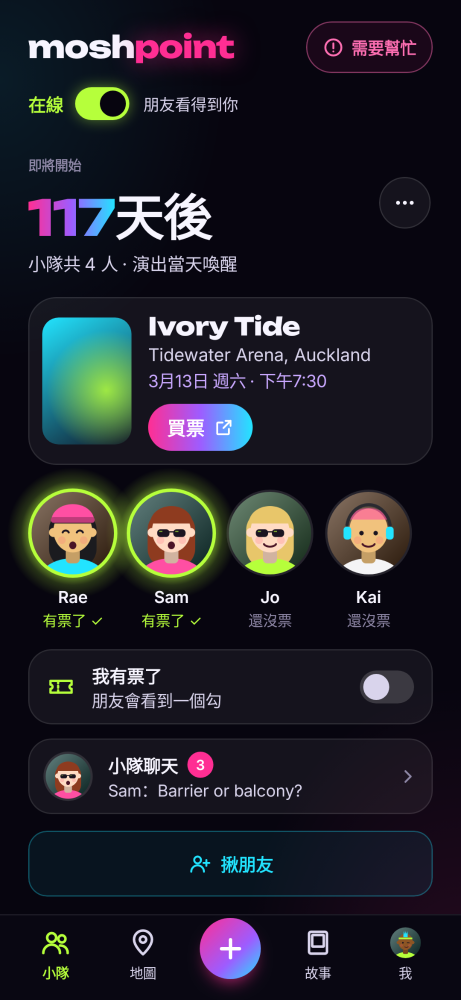 moshpoint
需要幫忙
在線
朋友看得到你
即將開始
117天後
小隊共 4 人 · 演出當天喚醒
Ivory Tide
Tidewater Arena, Auckland
3月13日 週六 · 下午7:30
買票
Rae
Sam
Jo
Kai
有票了 ✓
有票了 ✓
還沒票
還沒票
我有票了
朋友會看到一個勾
小隊聊天 3
Sam：Barrier or balcony?
揪朋友
小隊
地圖
故事
我